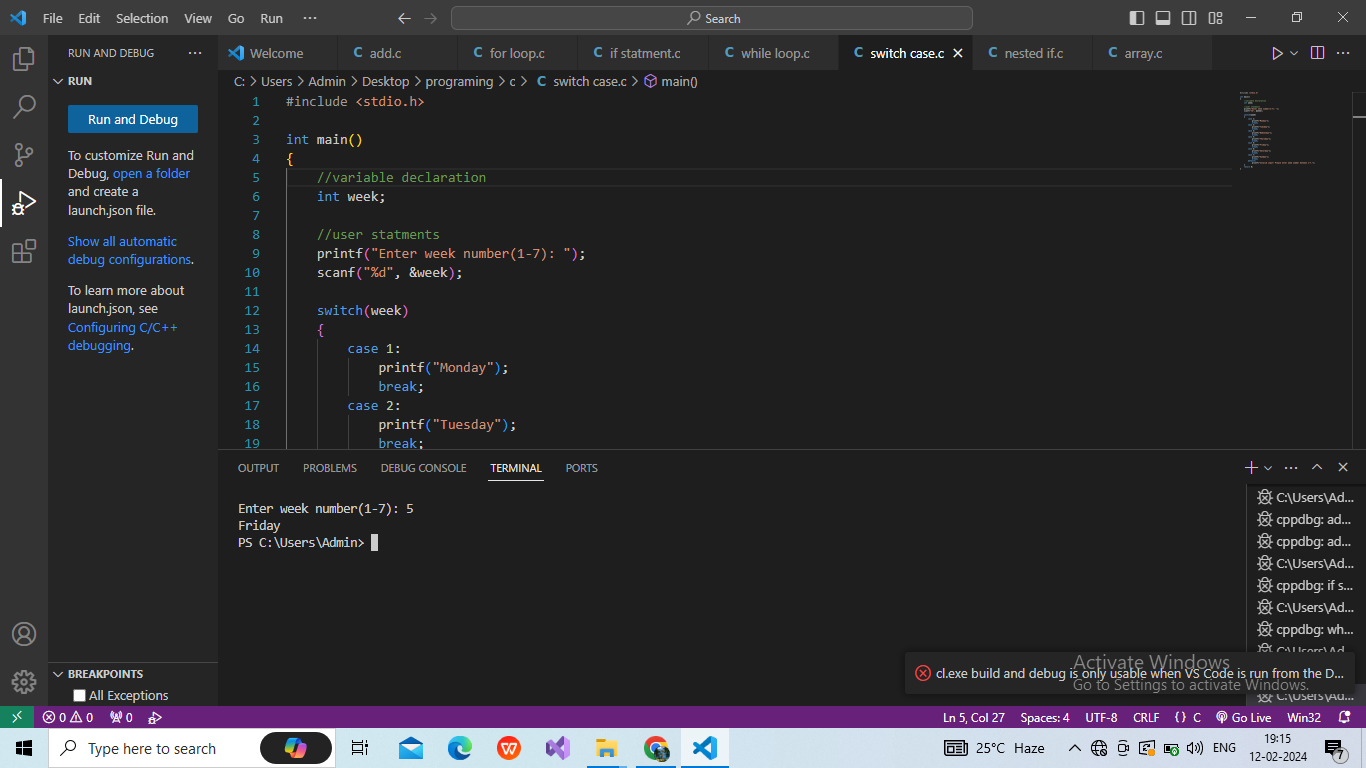 File Edit Selection View Go Run ··· Search
RUN AND DEBUG ···
Welcome add.c for loop.c if statment.c while loop.c switch case.c nested if.c array.c
RUN
C: > Users > Admin > Desktop > programing > c > switch case.c > main()
Run and Debug
To customize Run and
Debug, open a folder
and create a
launch.json file.
Show all automatic
debug configurations.
To learn more about
launch.json, see
Configuring C/C++
debugging.
BREAKPOINTS
All Exceptions
1 #include <stdio.h>
2
3 int main()
4 {
5 //variable declaration
6 int week;
7
8 //user statments
9 printf("Enter week number(1-7): ");
10 scanf("%d", &week);
11
12 switch(week)
13 {
14 case 1:
15 printf("Monday");
16 break;
17 case 2:
18 printf("Tuesday");
19 break;
OUTPUT PROBLEMS DEBUG CONSOLE TERMINAL PORTS
Enter week number(1-7): 5
Friday
PS C:\Users\Admin>
C:\Users\Ad...
cppdbg: ad...
cppdbg: ad...
C:\Users\Ad...
cppdbg: if s...
C:\Users\Ad...
cppdbg: wh...
C:\Users\Ad...
cl.exe build and debug is only usable when VS Code is run from the D...
Activate Windows
Go to Settings to activate Windows.
C:\Users\Ad...
0 0 0 Ln 5, Col 27 Spaces: 4 UTF-8 CRLF {} C Go Live Win32
Type here to search 25°C Haze ENG 19:15
12-02-2024 7